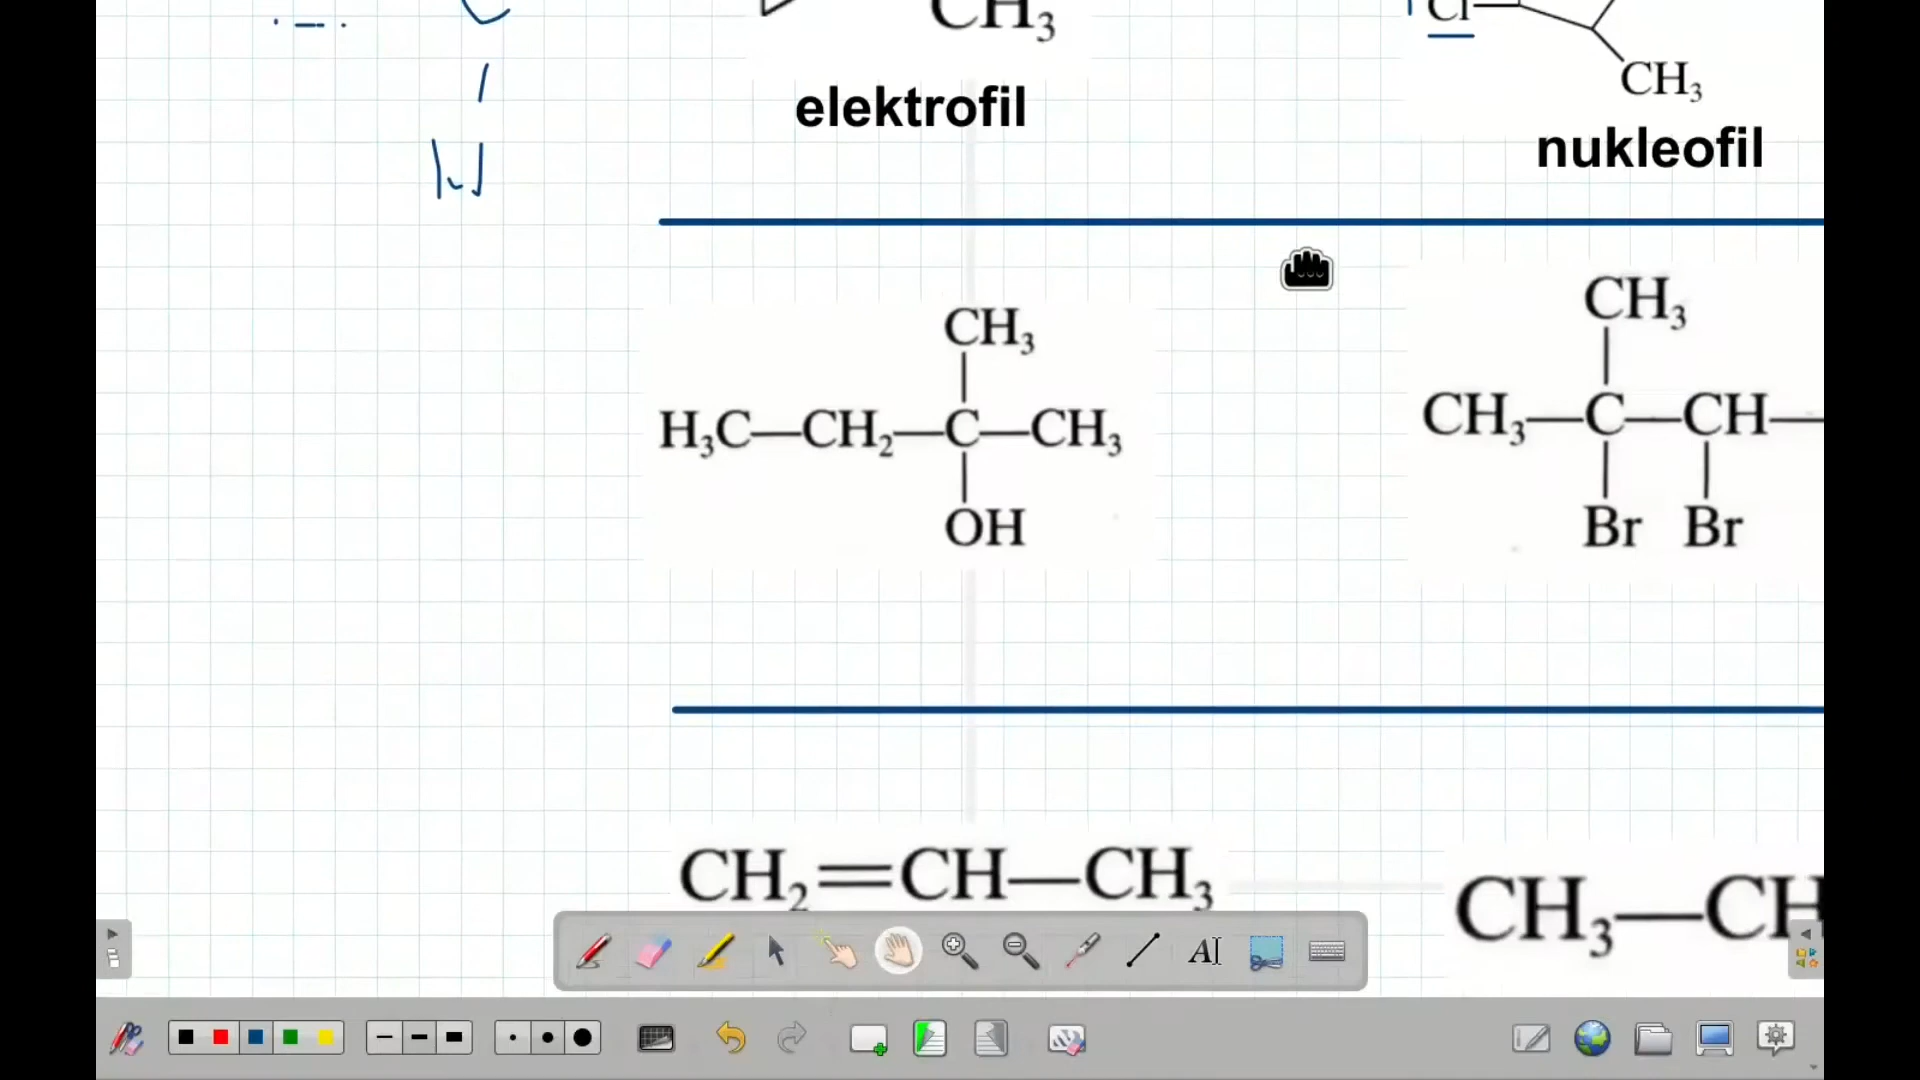 CH₃
Cl
CH₃
elektrofil
nukleofil
CH₃
H₃C—CH₂—C—CH₃
OH
CH₃
CH₃—C—CH—
Br Br
CH₂=CH—CH₃
CH₃—CH